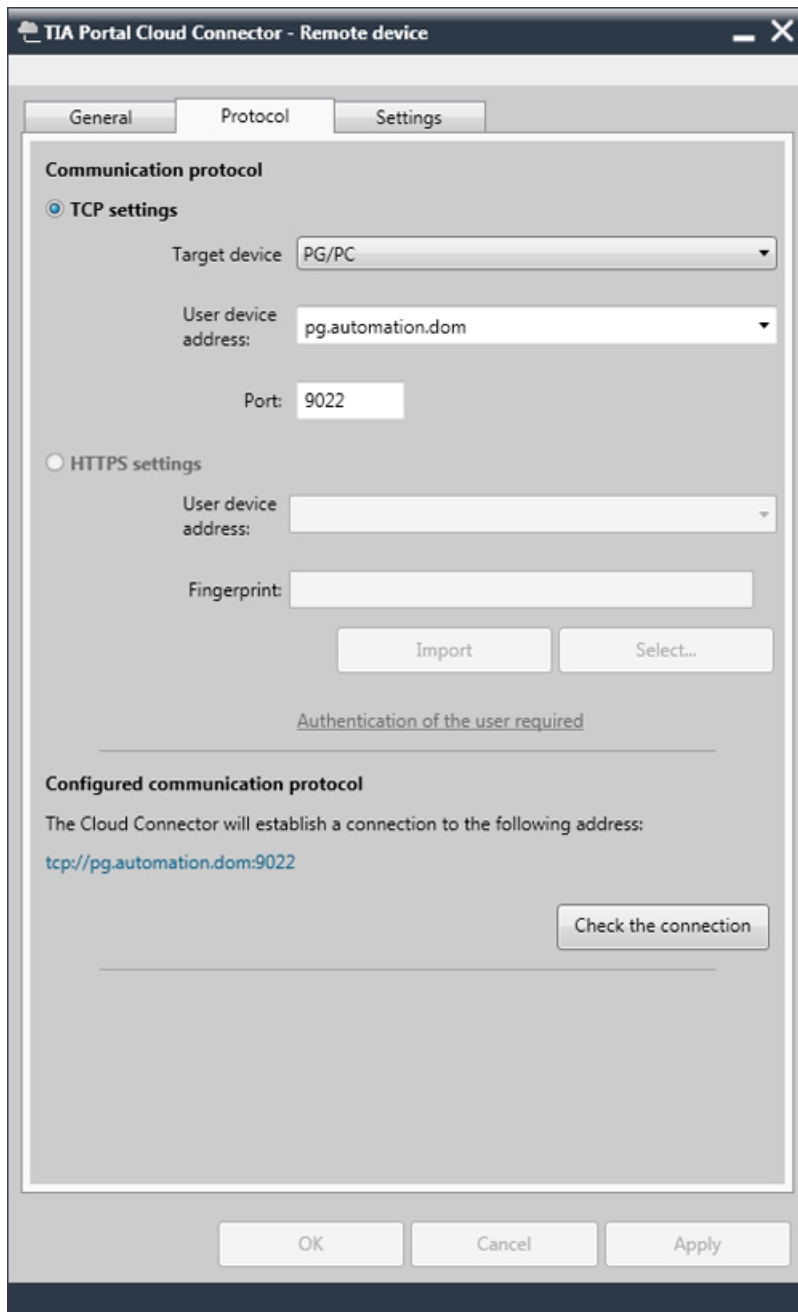 TIA Portal Cloud Connector - Remote device
General
Protocol
Settings
Communication protocol
TCP settings
Target device
PG/PC
User device
address:
pg.automation.dom
Port:
9022
HTTPS settings
User device
address:
Fingerprint:
Import
Select...
Authentication of the user required
Configured communication protocol
The Cloud Connector will establish a connection to the following address:
tcp://pg.automation.dom:9022
Check the connection
OK
Cancel
Apply